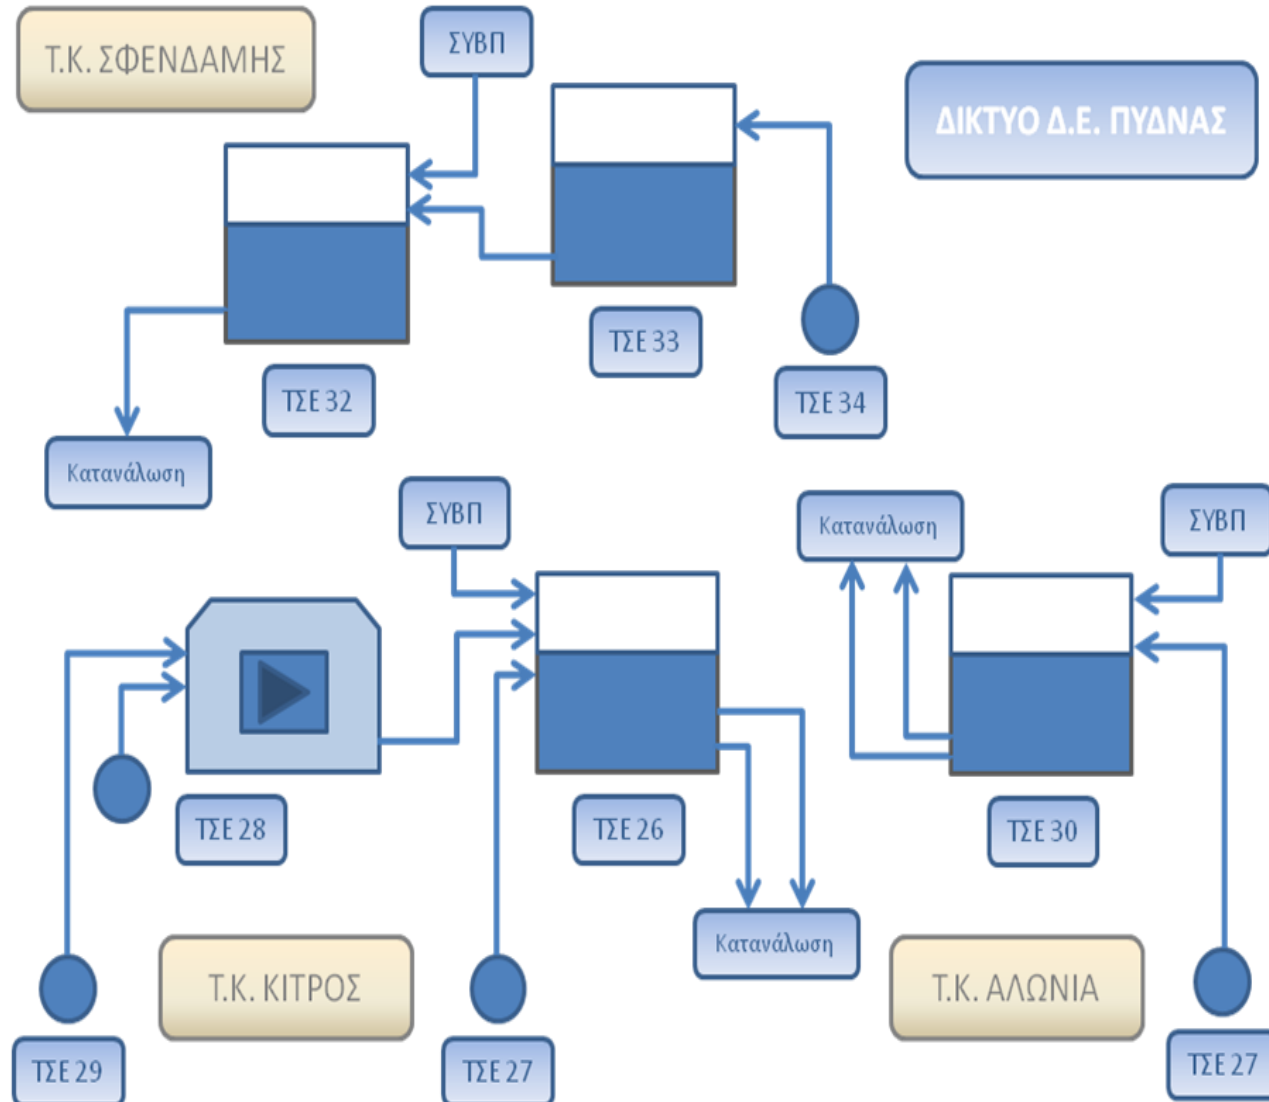 Τ.Κ. ΣΦΕΝΔΑΜΗΣ
ΣΥΒΠ
ΔΙΚΤΥΟ Δ.Ε. ΠΥΔΝΑΣ
ΤΣΕ 33
ΤΣΕ 32
ΤΣΕ 34
Κατανάλωση
ΣΥΒΠ
Κατανάλωση
ΣΥΒΠ
ΤΣΕ 28
ΤΣΕ 26
ΤΣΕ 30
Κατανάλωση
Τ.Κ. ΚΙΤΡΟΣ
Τ.Κ. ΑΛΩΝΙΑ
ΤΣΕ 29
ΤΣΕ 27
ΤΣΕ 27